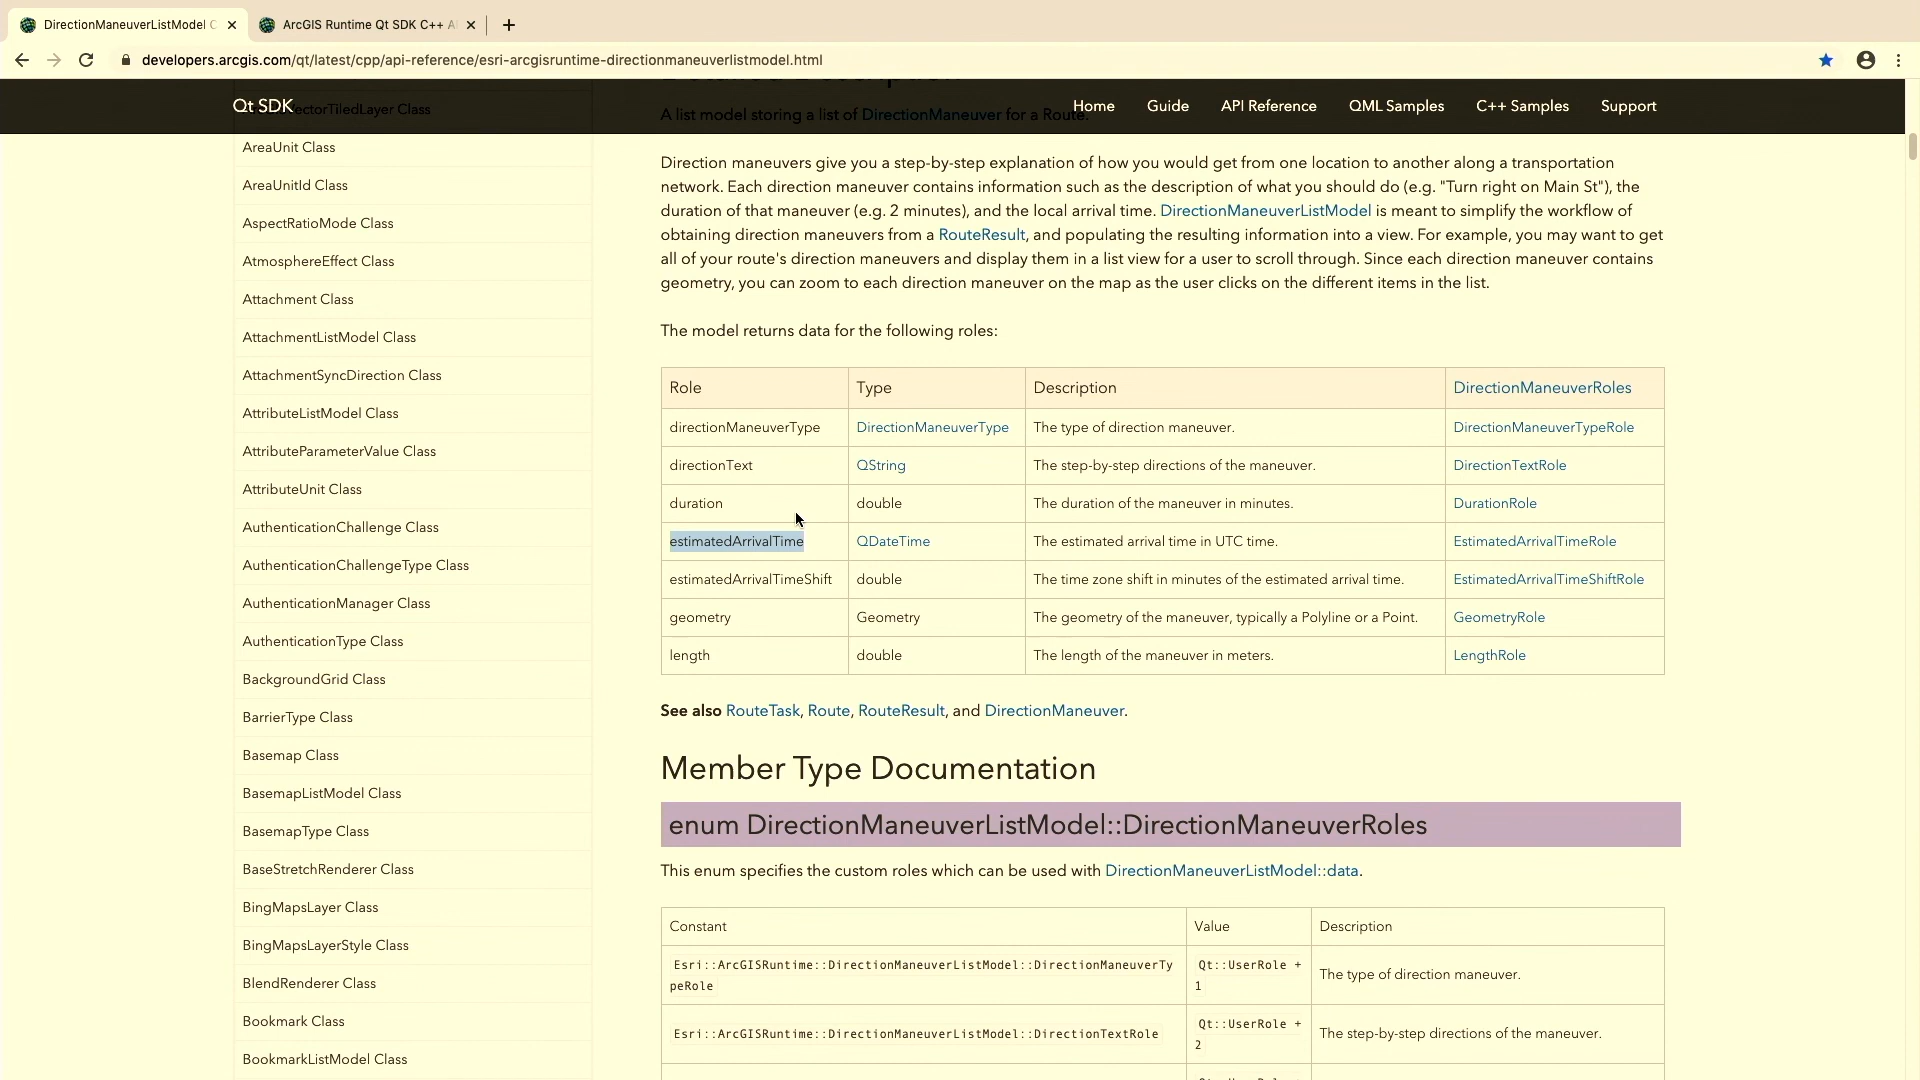 DirectionManeuverListModel C
ArcGIS Runtime Qt SDK C++ A
developers.arcgis.com/qt/latest/cpp/api-reference/esri-arcgisruntime-directionmaneuverlistmodel.html
Qt SDK
Home
Guide
API Reference
QML Samples
C++ Samples
Support
VectorTiledLayer Class
AreaUnit Class
AreaUnitId Class
AspectRatioMode Class
AtmosphereEffect Class
Attachment Class
AttachmentListModel Class
AttachmentSyncDirection Class
AttributeListModel Class
AttributeParameterValue Class
AttributeUnit Class
AuthenticationChallenge Class
AuthenticationChallengeType Class
AuthenticationManager Class
AuthenticationType Class
BackgroundGrid Class
BarrierType Class
Basemap Class
BasemapListModel Class
BasemapType Class
BaseStretchRenderer Class
BingMapsLayer Class
BingMapsLayerStyle Class
BlendRenderer Class
Bookmark Class
BookmarkListModel Class
A list model storing a list of DirectionManeuver for a Route.
Direction maneuvers give you a step-by-step explanation of how you would get from one location to another along a transportation
network. Each direction maneuver contains information such as the description of what you should do (e.g. "Turn right on Main St"), the
duration of that maneuver (e.g. 2 minutes), and the local arrival time. DirectionManeuverListModel is meant to simplify the workflow of
obtaining direction maneuvers from a RouteResult, and populating the resulting information into a view. For example, you may want to get
all of your route's direction maneuvers and display them in a list view for a user to scroll through. Since each direction maneuver contains
geometry, you can zoom to each direction maneuver on the map as the user clicks on the different items in the list.
The model returns data for the following roles:
Role Type Description DirectionManeuverRoles
directionManeuverType DirectionManeuverType The type of direction maneuver. DirectionManeuverTypeRole
directionText QString The step-by-step directions of the maneuver. DirectionTextRole
duration double The duration of the maneuver in minutes. DurationRole
estimatedArrivalTime QDateTime The estimated arrival time in UTC time. EstimatedArrivalTimeRole
estimatedArrivalTimeShift double The time zone shift in minutes of the estimated arrival time. EstimatedArrivalTimeShiftRole
geometry Geometry The geometry of the maneuver, typically a Polyline or a Point. GeometryRole
length double The length of the maneuver in meters. LengthRole
See also RouteTask, Route, RouteResult, and DirectionManeuver.
Member Type Documentation
enum DirectionManeuverListModel::DirectionManeuverRoles
This enum specifies the custom roles which can be used with DirectionManeuverListModel::data.
Constant Value Description
Esri::ArcGISRuntime::DirectionManeuverListModel::DirectionManeuverTy
peRole
Qt::UserRole +
1
The type of direction maneuver.
Esri::ArcGISRuntime::DirectionManeuverListModel::DirectionTextRole
Qt::UserRole +
2
The step-by-step directions of the maneuver.